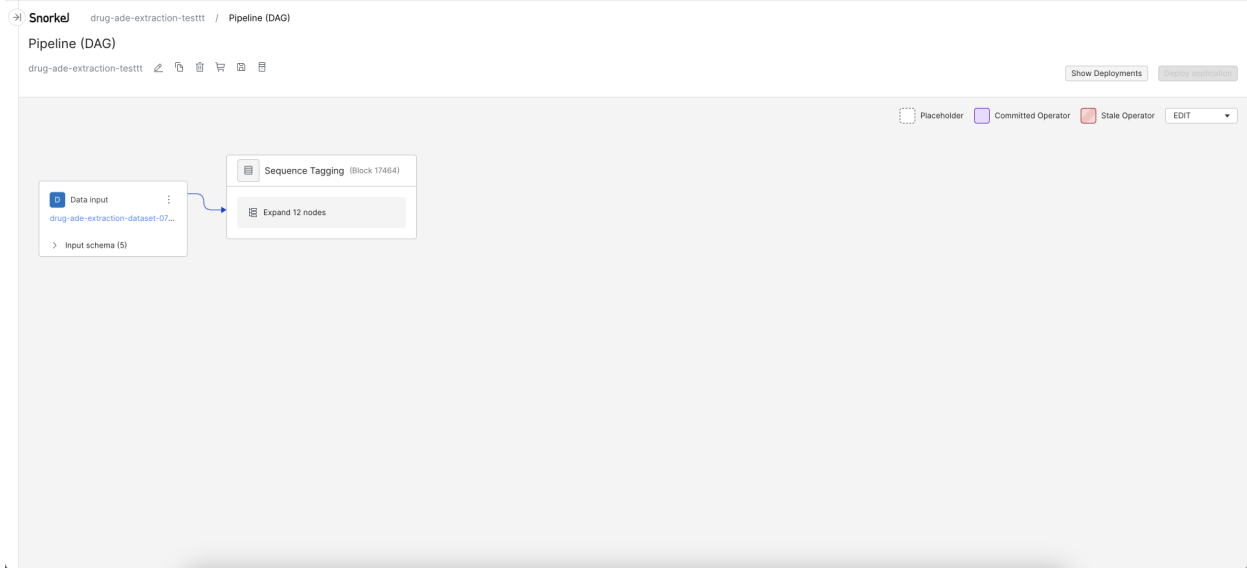 Snorkel drug-ade-extraction-testtt / Pipeline (DAG)
Pipeline (DAG)
drug-ade-extraction-testtt
Show Deployments Deploy application
Placeholder Committed Operator Stale Operator EDIT
Sequence Tagging (Block 17464)
Expand 12 nodes
D Data input
drug-ade-extraction-dataset-07...
Input schema (5)